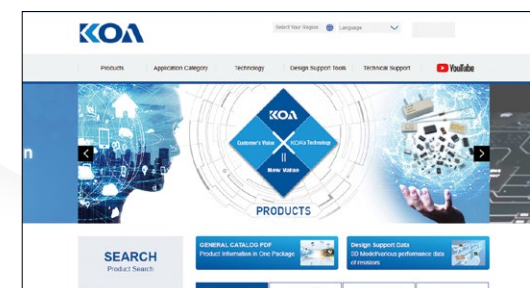 KOA
Select Your Region Language
Products Application Category Technology Design Support Tools Technical Support YouTube
n
KOA
Customer's Voice KOA's Technology
New Value
PRODUCTS
SEARCH
Product Search
GENERAL CATALOG PDF
Product Information in One Package
Design Support Data
3D Model/various performance data
of resistors